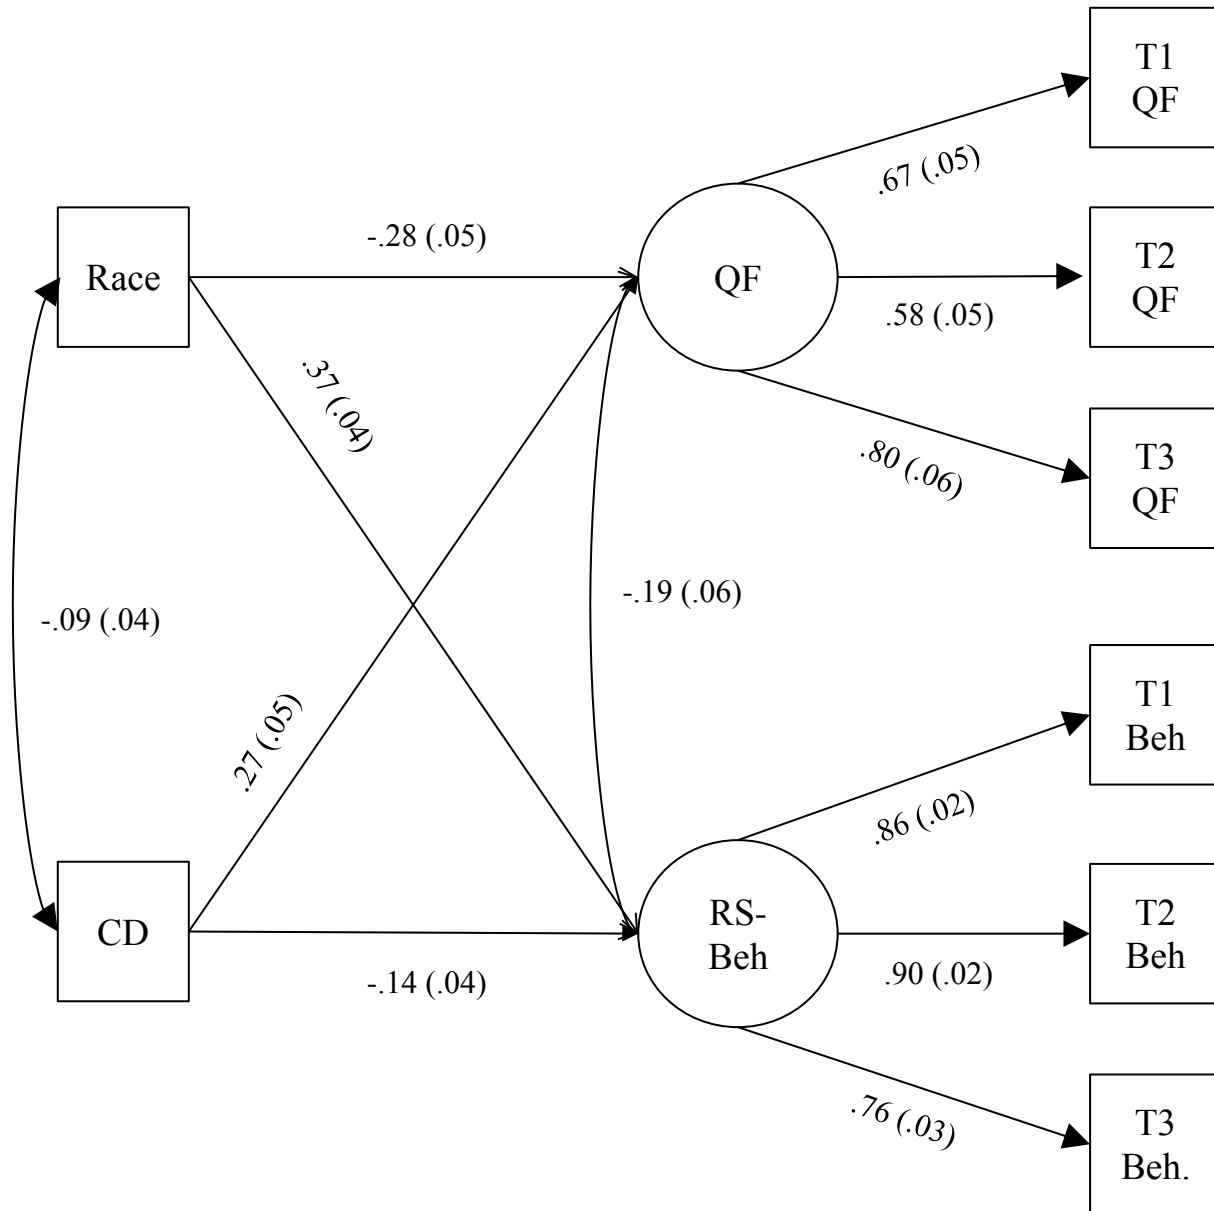 T1
QF
.67 (.05)
-.28 (.05)
Race
QF
T2
QF
.58 (.05)
.37 (.04)
.80 (.06)
T3
QF
-.09 (.04)
-.19 (.06)
.27 (.05)
T1
Beh
.86 (.02)
CD
RS-
Beh
T2
Beh
-.14 (.04)
.90 (.02)
.76 (.03)
T3
Beh.